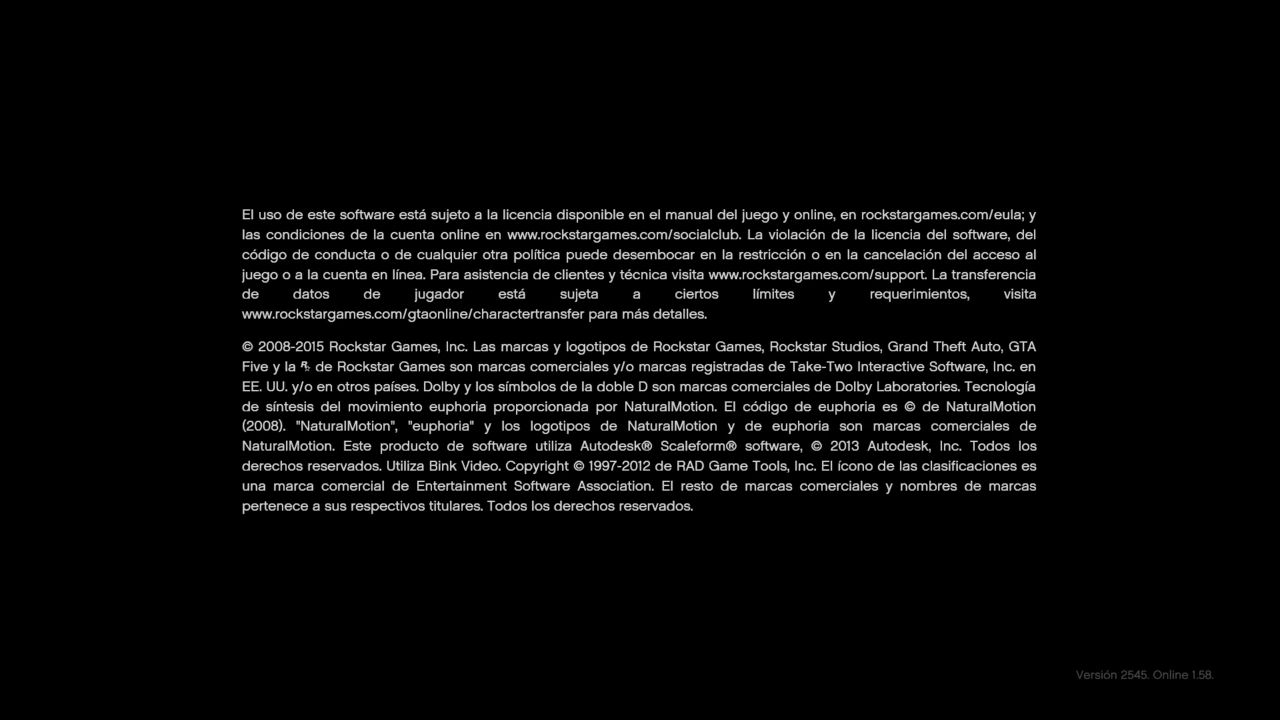 El uso de este software está sujeto a la licencia disponible en el manual del juego y online, en rockstargames.com/eula; y
las condiciones de la cuenta online en www.rockstargames.com/socialclub. La violación de la licencia del software, del
código de conducta o de cualquier otra política puede desembocar en la restricción o en la cancelación del acceso al
juego o a la cuenta en línea. Para asistencia de clientes y técnica visita www.rockstargames.com/support. La transferencia
de datos de jugador está sujeta a ciertos límites y requerimientos, visita
www.rockstargames.com/gtaonline/charactertransfer para más detalles.
© 2008-2015 Rockstar Games, Inc. Las marcas y logotipos de Rockstar Games, Rockstar Studios, Grand Theft Auto, GTA
Five y la R* de Rockstar Games son marcas comerciales y/o marcas registradas de Take-Two Interactive Software, Inc. en
EE. UU. y/o en otros países. Dolby y los símbolos de la doble D son marcas comerciales de Dolby Laboratories. Tecnología
de síntesis del movimiento euphoria proporcionada por NaturalMotion. El código de euphoria es © de NaturalMotion
(2008). "NaturalMotion", "euphoria" y los logotipos de NaturalMotion y de euphoria son marcas comerciales de
NaturalMotion. Este producto de software utiliza Autodesk® Scaleform® software, © 2013 Autodesk, Inc. Todos los
derechos reservados. Utiliza Bink Video. Copyright © 1997-2012 de RAD Game Tools, Inc. El ícono de las clasificaciones es
una marca comercial de Entertainment Software Association. El resto de marcas comerciales y nombres de marcas
pertenece a sus respectivos titulares. Todos los derechos reservados.
Versión 2545. Online 1.58.